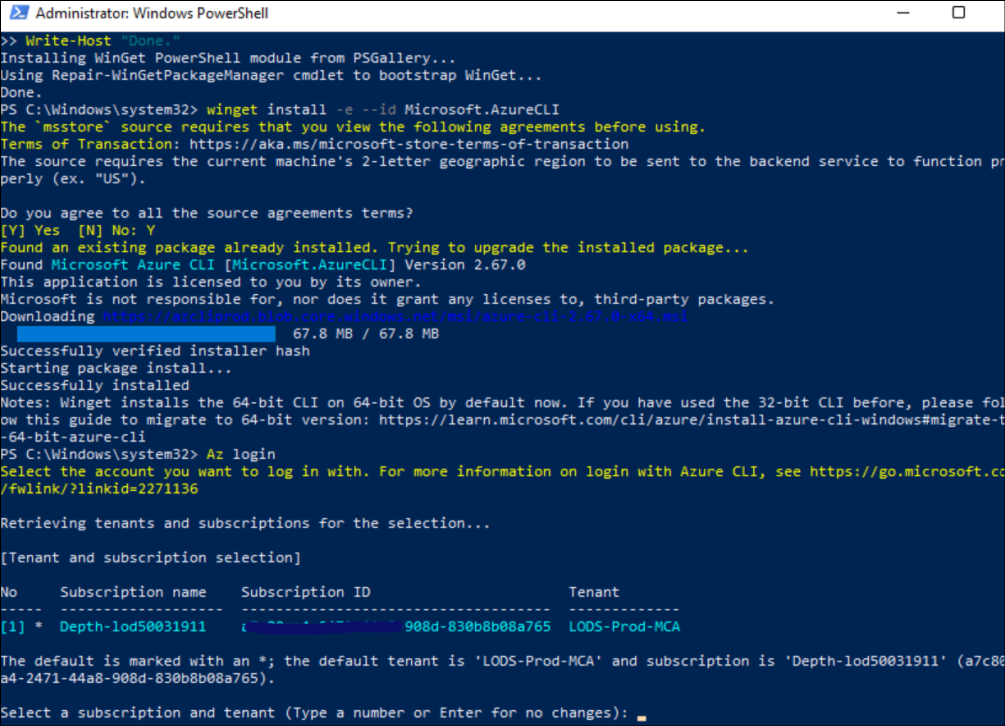 Administrator: Windows PowerShell
>> Write-Host "Done."
Installing WinGet PowerShell module from PSGallery...
Using Repair-WinGetPackageManager cmdlet to bootstrap WinGet...
Done.
PS C:\Windows\system32> winget install -e --id Microsoft.AzureCLI
The `msstore` source requires that you view the following agreements before using.
Terms of Transaction: https://aka.ms/microsoft-store-terms-of-transaction
The source requires the current machine's 2-letter geographic region to be sent to the backend service to function pr
perly (ex. "US").
Do you agree to all the source agreements terms?
[Y] Yes  [N] No: Y
Found an existing package already installed. Trying to upgrade the installed package...
Found Microsoft Azure CLI [Microsoft.AzureCLI] Version 2.67.0
This application is licensed to you by its owner.
Microsoft is not responsible for, nor does it grant any licenses to, third-party packages.
Downloading https://azcliprod.blob.core.windows.net/msi/azure-cli-2.67.0-x64.msi
67.8 MB / 67.8 MB
Successfully verified installer hash
Starting package install...
Successfully installed
Notes: Winget installs the 64-bit CLI on 64-bit OS by default now. If you have used the 32-bit CLI before, please fol
ow this guide to migrate to 64-bit version: https://learn.microsoft.com/cli/azure/install-azure-cli-windows#migrate-t
-64-bit-azure-cli
PS C:\Windows\system32> Az login
Select the account you want to log in with. For more information on login with Azure CLI, see https://go.microsoft.co
/fwlink/?linkid=2271136
Retrieving tenants and subscriptions for the selection...
[Tenant and subscription selection]
No     Subscription name    Subscription ID                       Tenant
-----  -------------------  ------------------------------------  -------------
[1] *  Depth-lod50031911    908d-830b8b08a765  LODS-Prod-MCA
The default is marked with an *; the default tenant is 'LODS-Prod-MCA' and subscription is 'Depth-lod50031911' (a7c80
a4-2471-44a8-908d-830b8b08a765).
Select a subscription and tenant (Type a number or Enter for no changes):